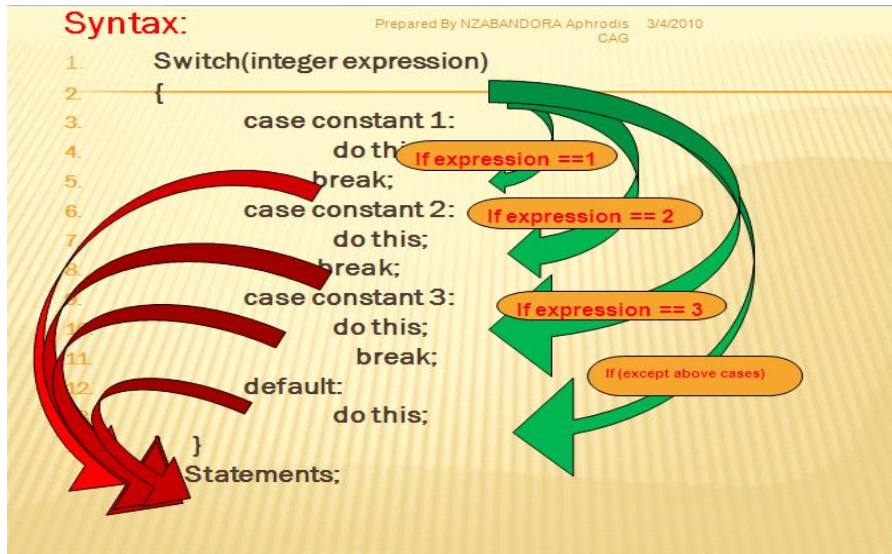 Syntax:
Prepared By NZABANDORA Aphrodis 3/4/2010
CAG
1. Switch(integer expression)
2. {
3. case constant 1:
4. do thi
If expression ==1
5. break;
6. case constant 2:
If expression == 2
7. do this;
8. break;
9. case constant 3:
If expression == 3
10. do this;
11. break;
If (except above cases)
12. default:
do this;
}
Statements;